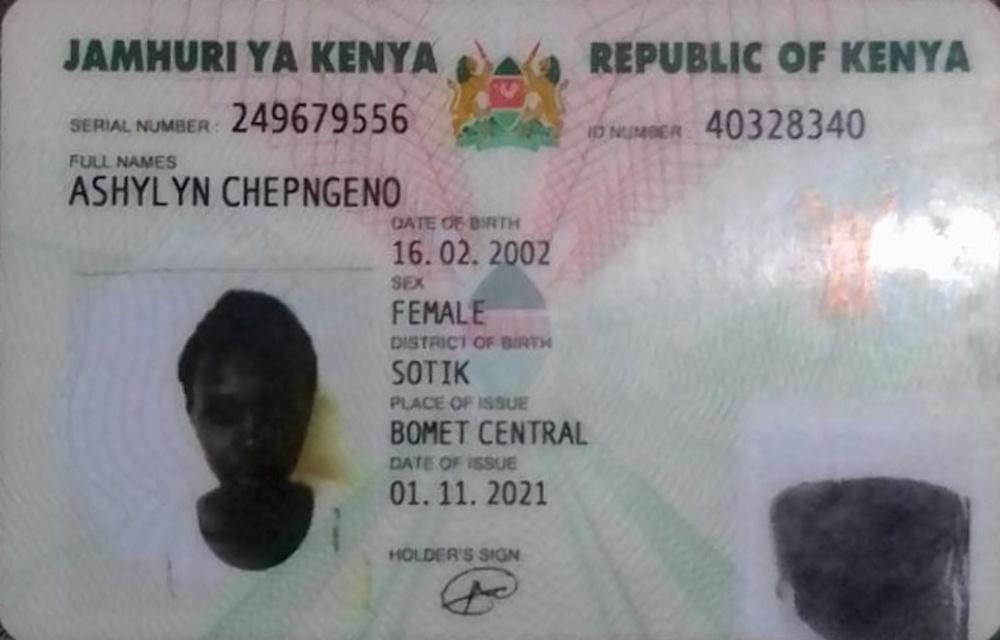 JAMHURI YA KENYA
REPUBLIC OF KENYA
SERIAL NUMBER : 249679556
ID NUMBER : 40328340
FULL NAMES
ASHYLYN CHEPNGENO
DATE OF BIRTH
16. 02. 2002
SEX
FEMALE
DISTRICT OF BIRTH
SOTIK
PLACE OF ISSUE
BOMET CENTRAL
DATE OF ISSUE
01. 11. 2021
HOLDER'S SIGN.